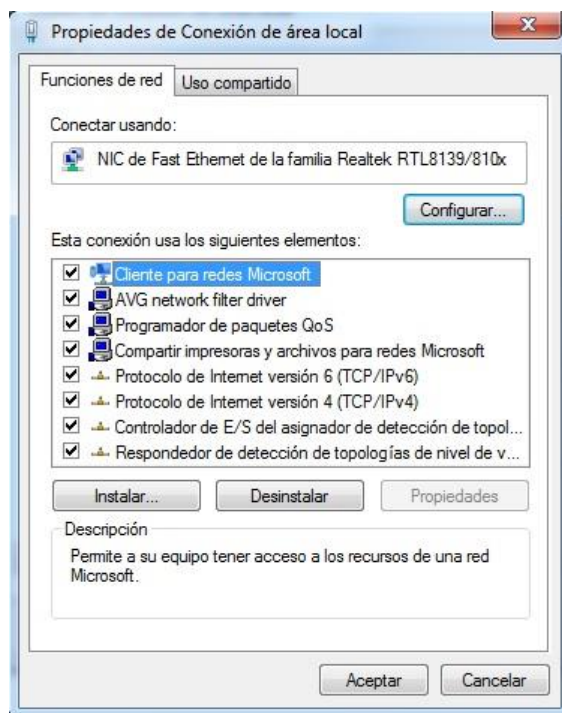 Propiedades de Conexión de área local
Funciones de red
Uso compartido
Conectar usando:
NIC de Fast Ethernet de la familia Realtek RTL8139/810x
Configurar...
Esta conexión usa los siguientes elementos:
Cliente para redes Microsoft
AVG network filter driver
Programador de paquetes QoS
Compartir impresoras y archivos para redes Microsoft
Protocolo de Internet versión 6 (TCP/IPv6)
Protocolo de Internet versión 4 (TCP/IPv4)
Controlador de E/S del asignador de detección de topol...
Respondedor de detección de topologías de nivel de v...
Instalar...
Desinstalar
Propiedades
Descripción
Permite a su equipo tener acceso a los recursos de una red
Microsoft.
Aceptar
Cancelar